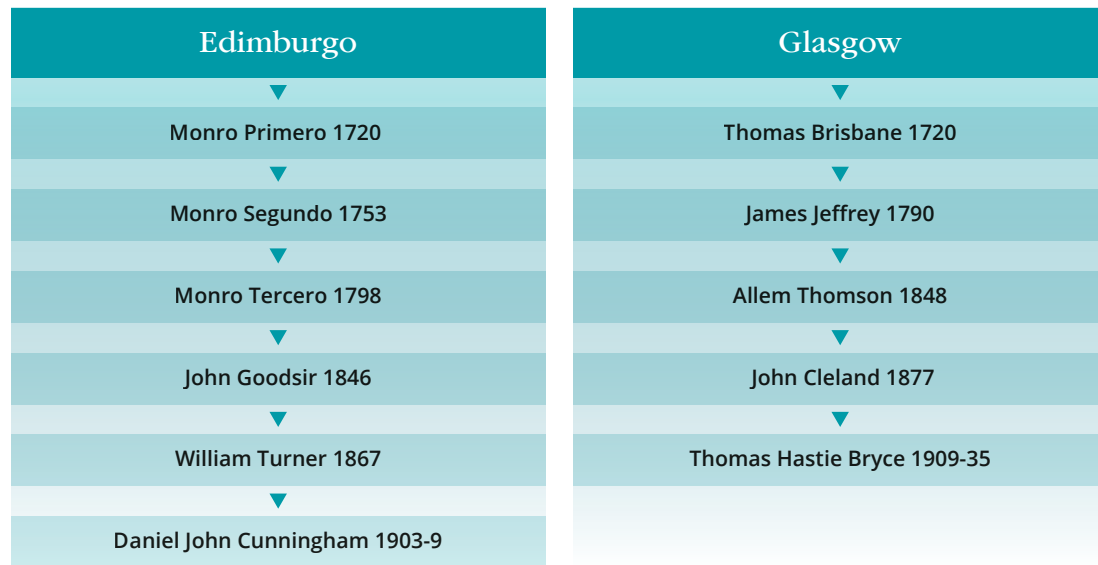 Edimburgo
Monro Primero 1720
Monro Segundo 1753
Monro Tercero 1798
John Goodsir 1846
William Turner 1867
Daniel John Cunningham 1903-9
Glasgow
Thomas Brisbane 1720
James Jeffrey 1790
Allem Thomson 1848
John Cleland 1877
Thomas Hastie Bryce 1909-35